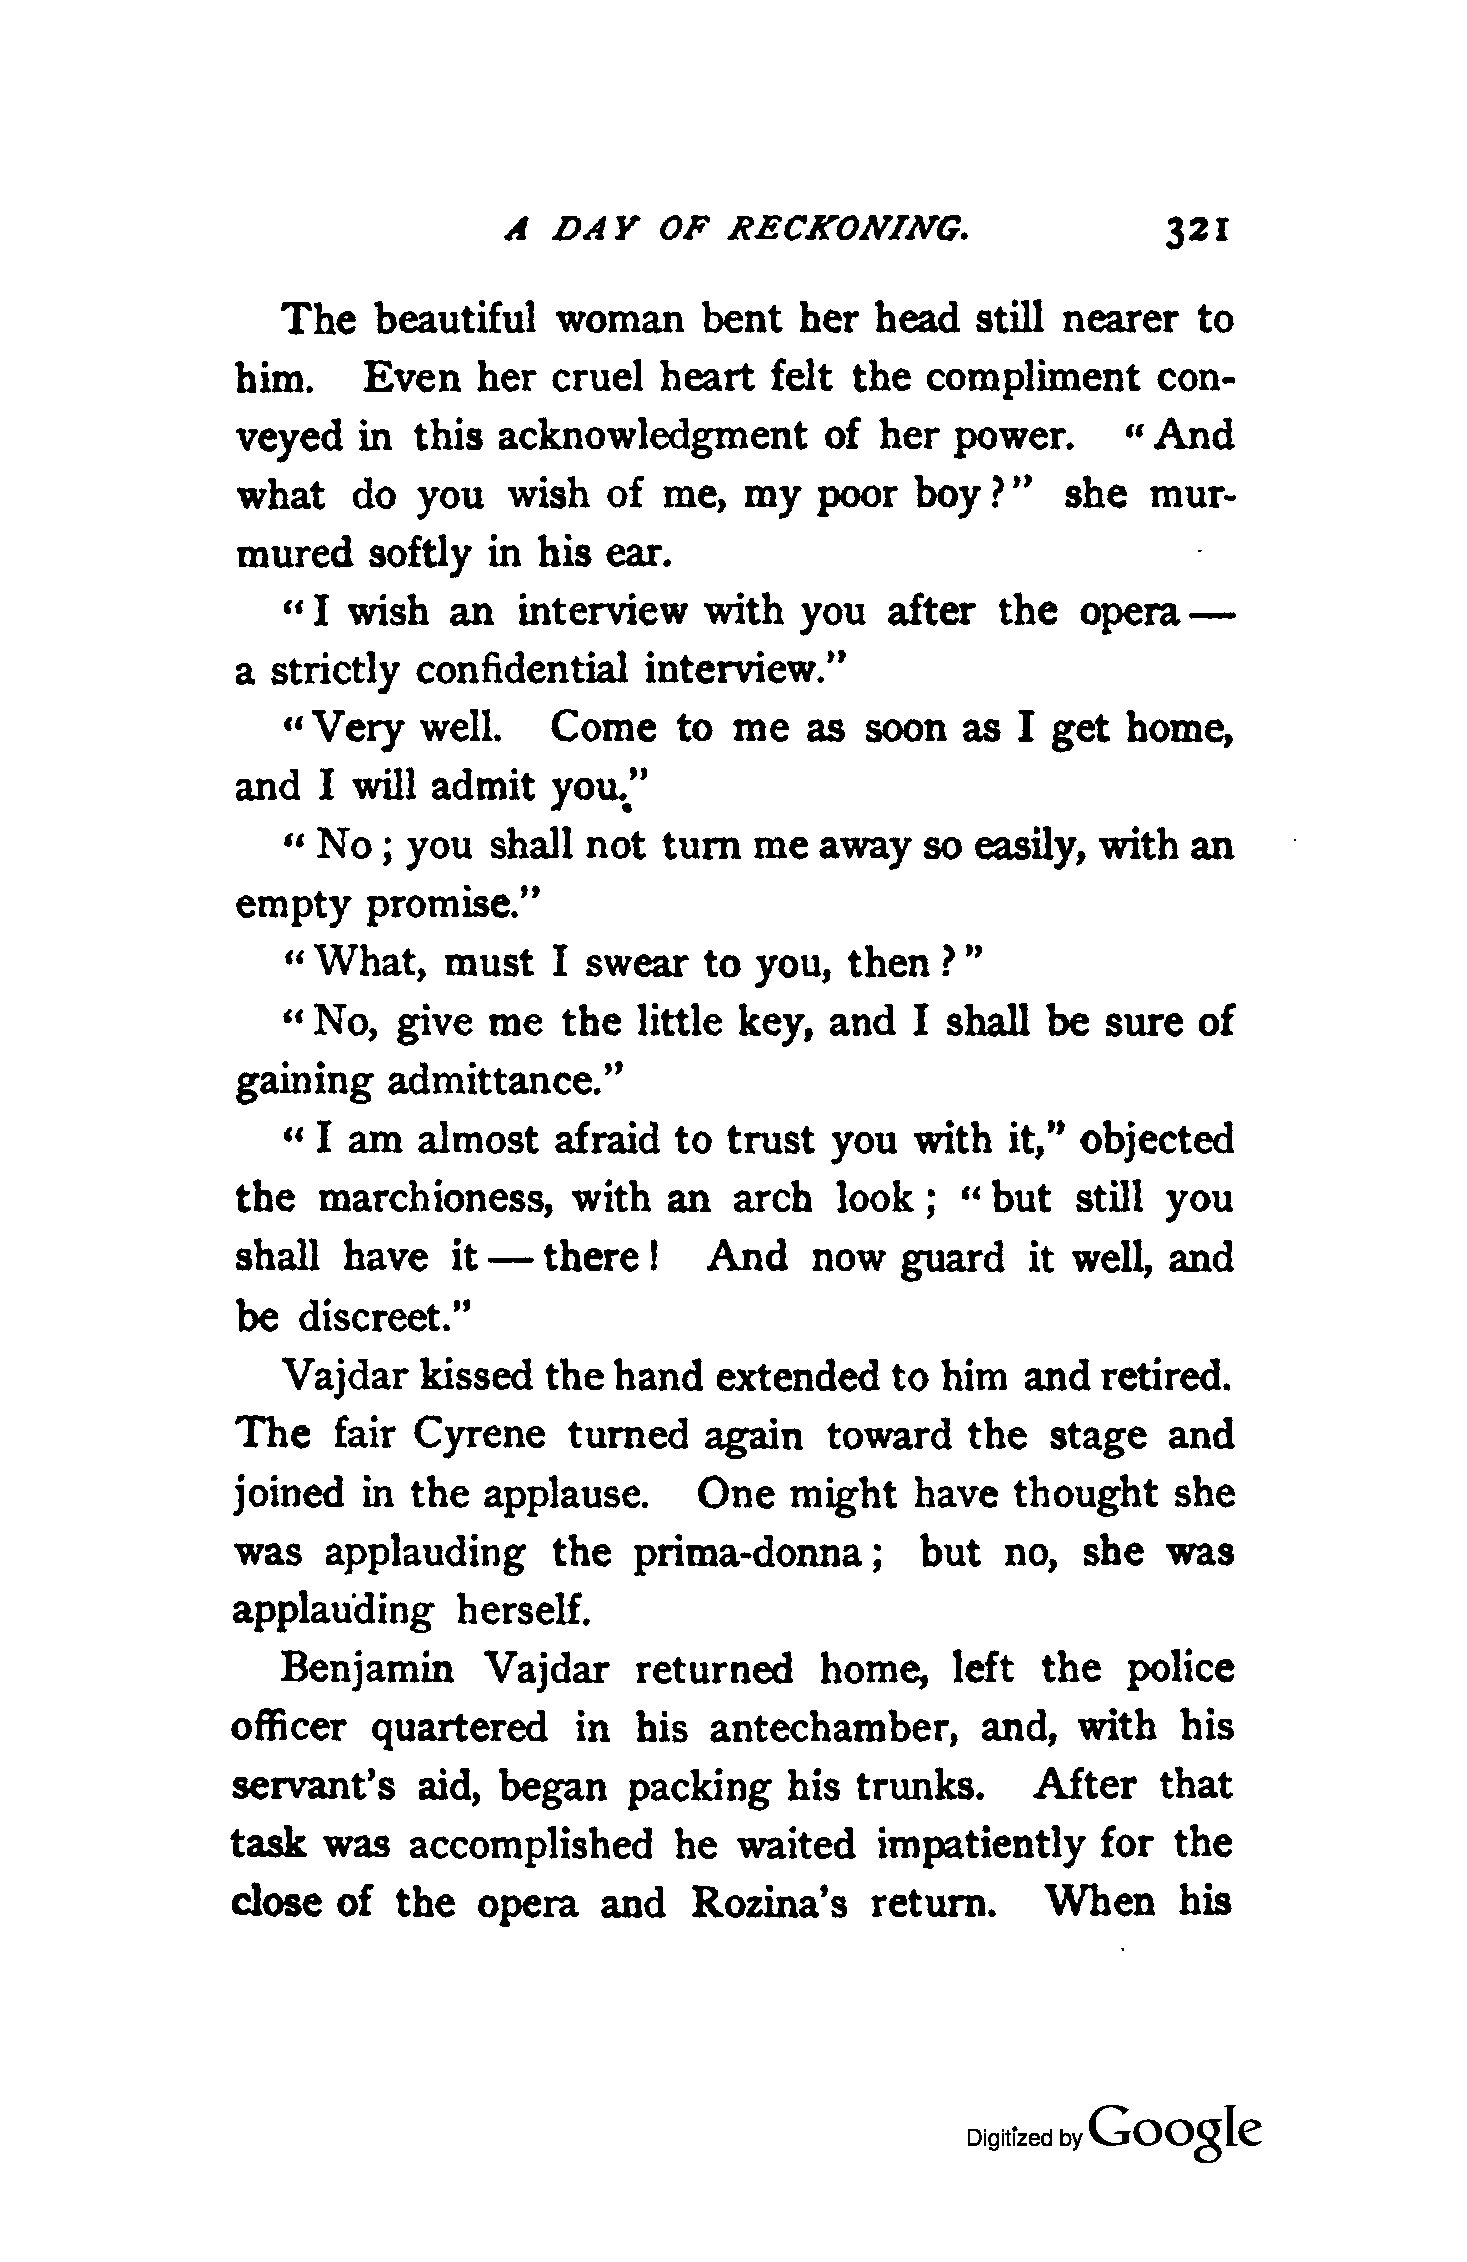 A DAY OF RECKONING. 321
The beautiful woman bent her head still nearer to
him. Even her cruel heart felt the compliment con-
veyed in this acknowledgment of her power. “ And
what do you wish of me, my poor boy ? ” she mur-
mured softly in his ear.
“ I wish an interview with you after the opera —
a strictly confidential interview.”
“ Very well. Come to me as soon as I get home,
and I will admit you.”
“ No ; you shall not turn me away so easily, with an
empty promise.”
“ What, must I swear to you, then ? ”
“ No, give me the little key, and I shall be sure of
gaining admittance.”
“ I am almost afraid to trust you with it,” objected
the marchioness, with an arch look ; “ but still you
shall have it — there ! And now guard it well, and
be discreet.”
Vajdar kissed the hand extended to him and retired.
The fair Cyrene turned again toward the stage and
joined in the applause. One might have thought she
was applauding the prima-donna ; but no, she was
applauding herself.
Benjamin Vajdar returned home, left the police
officer quartered in his antechamber, and, with his
servant’s aid, began packing his trunks. After that
task was accomplished he waited impatiently for the
close of the opera and Rozina’s return. When his
Digitized by Google